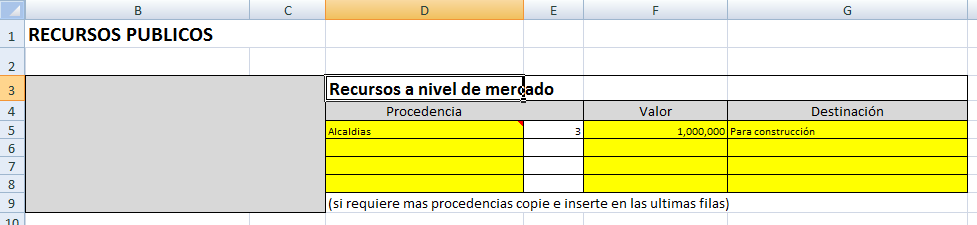 B C D E F G
1 RECURSOS PUBLICOS
2
3 Recursos a nivel de mercado
4 Procedencia Valor Destinación
5 Alcaldias 3 1,000,000 Para construcción
6
7
8
9 (si requiere mas procedencias copie e inserte en las ultimas filas)
10